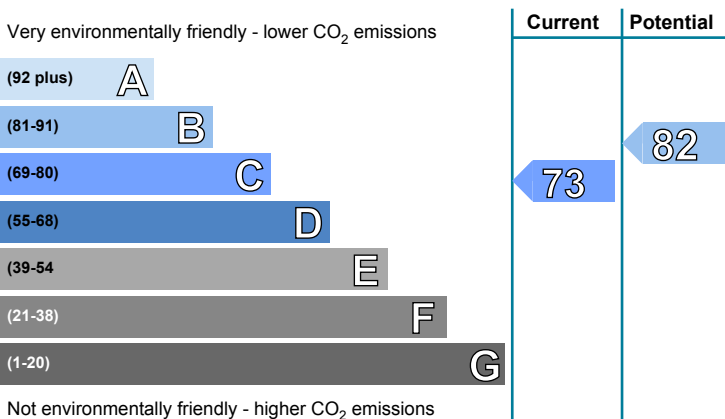 Current Potential
Very environmentally friendly - lower CO2 emissions
(92 plus) A
(81-91) B
82
(69-80) C
73
(55-68) D
(39-54 E
(21-38) F
(1-20) G
Not environmentally friendly - higher CO2 emissions